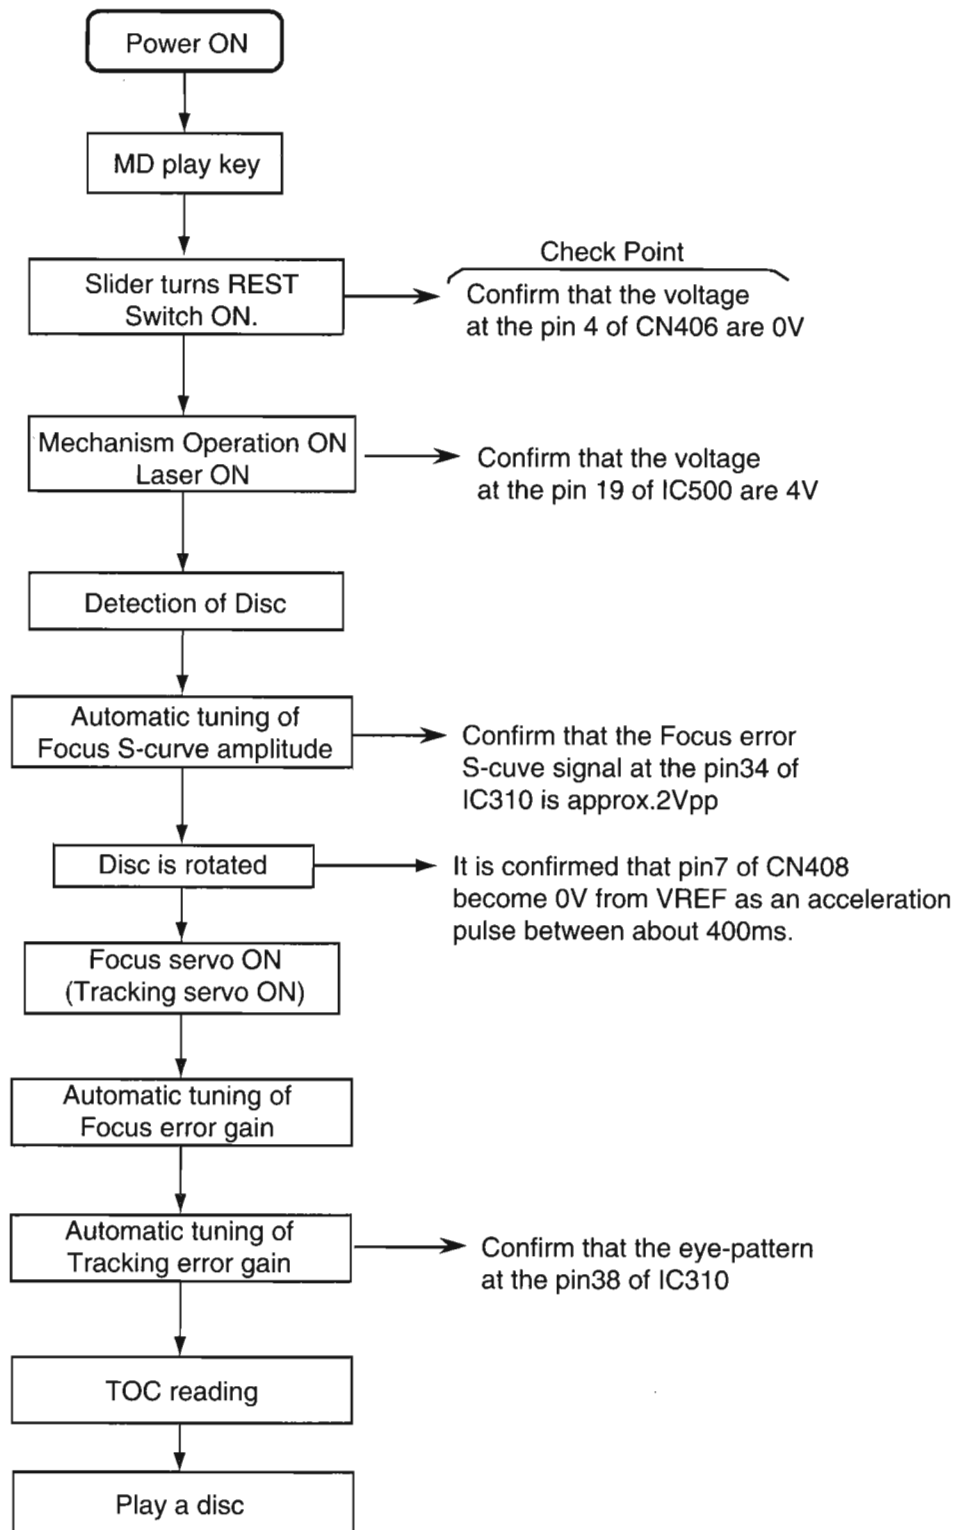 Power ON
MD play key
Slider turns REST
Switch ON.
Check Point
Confirm that the voltage
at the pin 4 of CN406 are 0V
Mechanism Operation ON
Laser ON
Confirm that the voltage
at the pin 19 of IC500 are 4V
Detection of Disc
Automatic tuning of
Focus S-curve amplitude
Confirm that the Focus error
S-cuve signal at the pin34 of
IC310 is approx.2Vpp
Disc is rotated
It is confirmed that pin7 of CN408
become 0V from VREF as an acceleration
pulse between about 400ms.
Focus servo ON
(Tracking servo ON)
Automatic tuning of
Focus error gain
Automatic tuning of
Tracking error gain
Confirm that the eye-pattern
at the pin38 of IC310
TOC reading
Play a disc